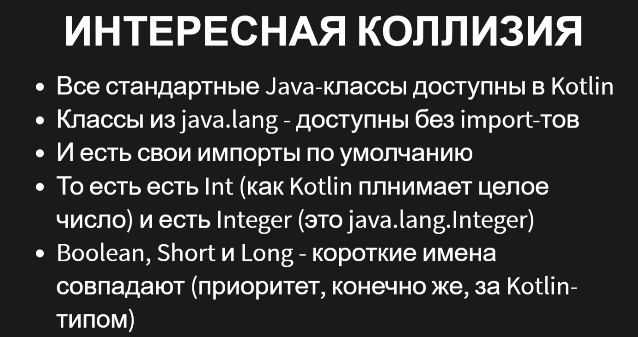 ИНТЕРЕСНАЯ КОЛЛИЗИЯ
• Все стандартные Java-классы доступны в Kotlin
• Классы из java.lang - доступны без import-тов
• И есть свои импорты по умолчанию
• То есть есть Int (как Kotlin плнимает целое
число) и есть Integer (это java.lang.Integer)
• Boolean, Short и Long - короткие имена
совпадают (приоритет, конечно же, за Kotlin-
типом)